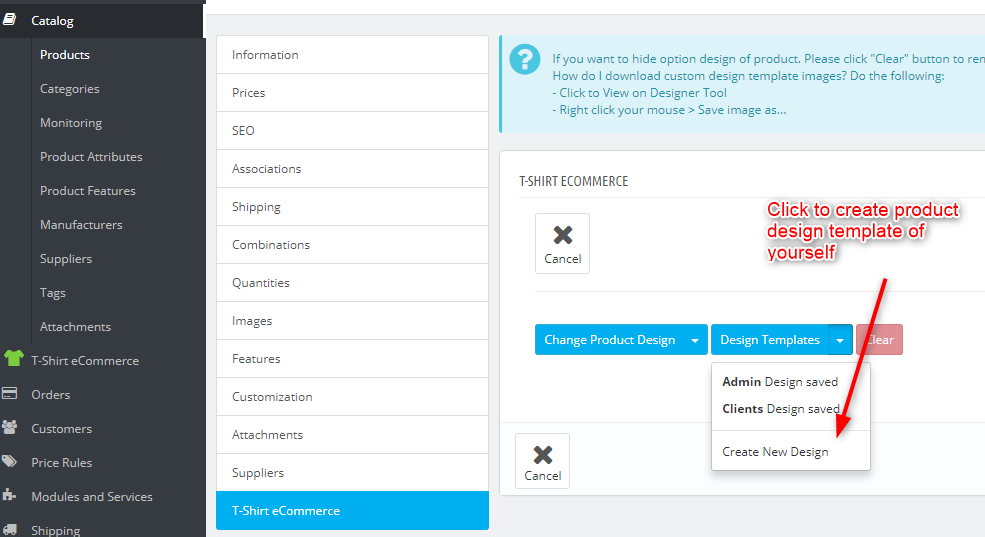 Catalog
Products
Categories
Monitoring
Product Attributes
Product Features
Manufacturers
Suppliers
Tags
Attachments
T-Shirt eCommerce
Orders
Customers
Price Rules
Modules and Services
Shipping
Information
Prices
SEO
Associations
Shipping
Combinations
Quantities
Images
Features
Customization
Attachments
Suppliers
T-Shirt eCommerce
?
If you want to hide option design of product. Please click "Clear" button to
How do I download custom design template images? Do the following:
- Click to View on Designer Tool
- Right click your mouse > Save image as...
T-SHIRT ECOMMERCE
Cancel
Click to create product
design template of
yourself
Change Product Design
Design Templates
Clear
Admin Design saved
Clients Design saved
Create New Design
Cancel